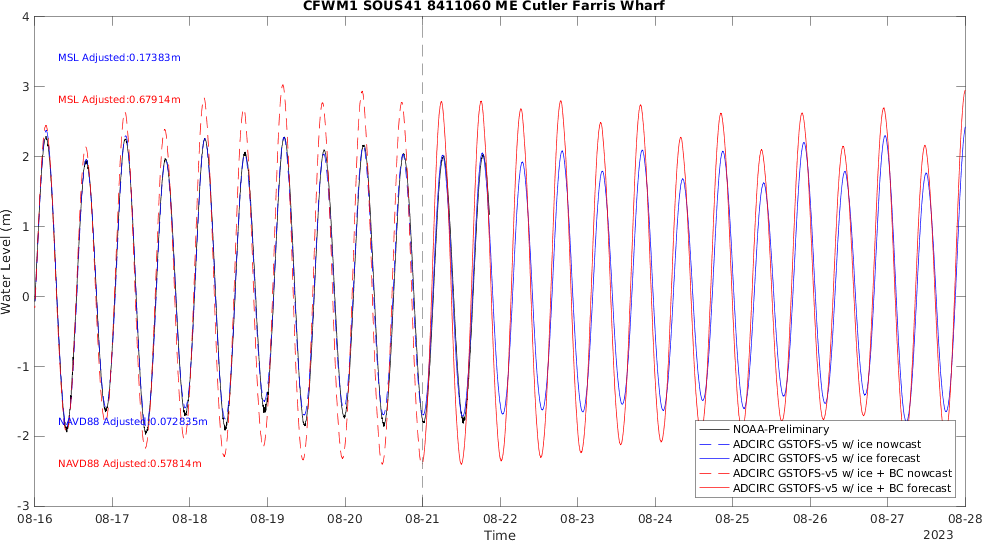 CFWM1 SOUS41 8411060 ME Cutler Farris Wharf
4
3
2
1
0
-1
-2
-3
Water Level (m)
MSL Adjusted:0.17383m
MSL Adjusted:0.67914m
NAVD88 Adjusted:0.072835m
NAVD88 Adjusted:0.57814m
NOAA-Preliminary
ADCIRC GSTOFS-v5 w/ ice nowcast
ADCIRC GSTOFS-v5 w/ ice forecast
ADCIRC GSTOFS-v5 w/ ice + BC nowcast
ADCIRC GSTOFS-v5 w/ ice + BC forecast
08-16 08-17 08-18 08-19 08-20 08-21 08-22 08-23 08-24 08-25 08-26 08-27 08-28
Time
2023